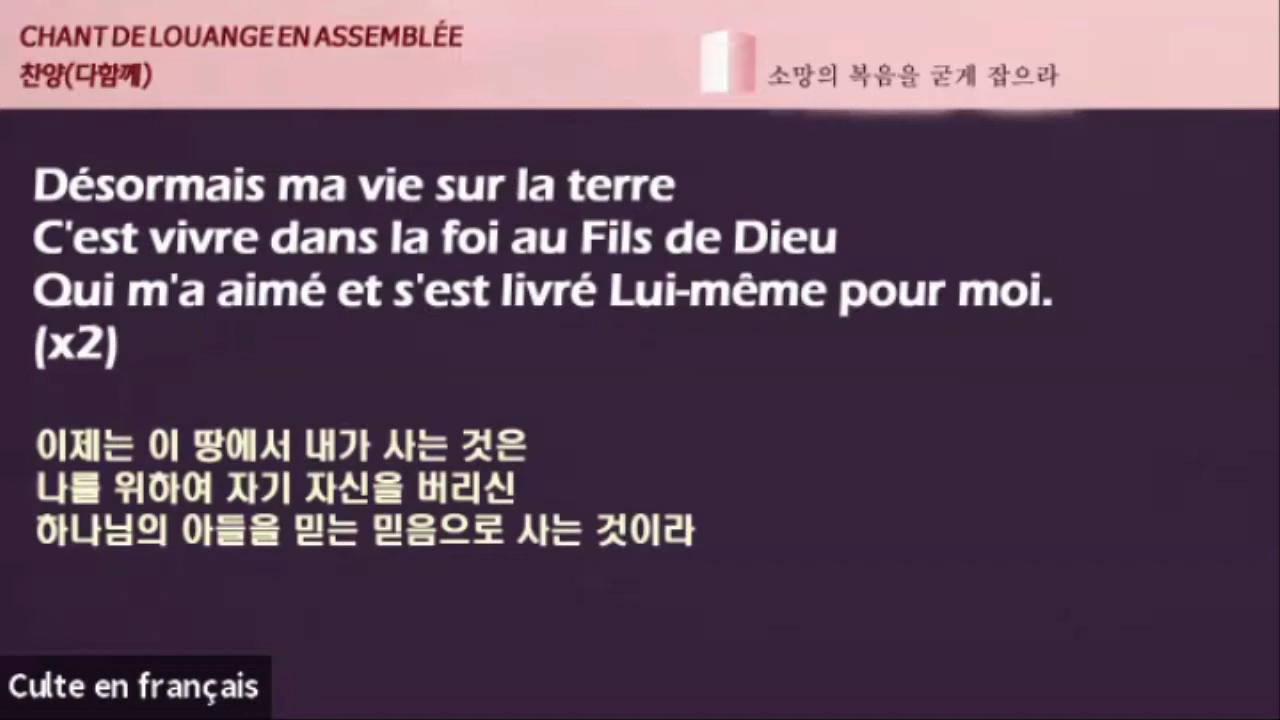 CHANT DE LOUANGE EN ASSEMBLÉE
찬양(다함께)
소망의 복음을 굳게 잡으라
Désormais ma vie sur la terre
C'est vivre dans la foi au Fils de Dieu
Qui m'a aimé et s'est livré Lui-même pour moi.
(x2)
이제는 이 땅에서 내가 사는 것은
나를 위하여 자기 자신을 버리신
하나님의 아들을 믿는 믿음으로 사는 것이라
Culte en français